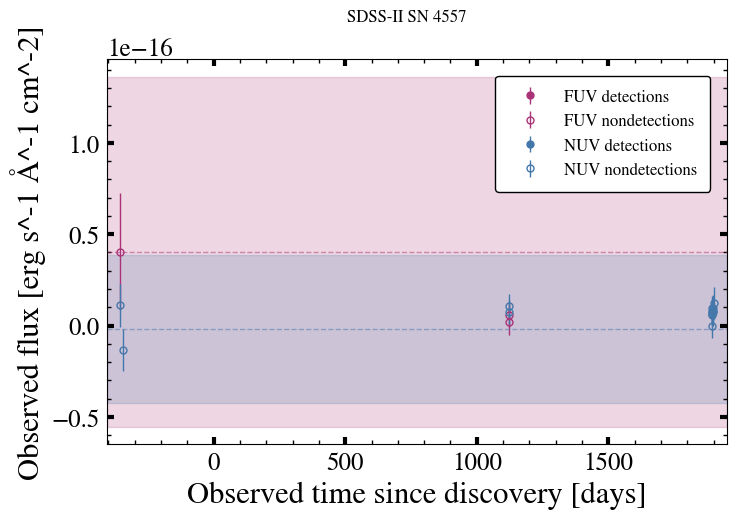 SDSS-II SN 4557
1e−16
Observed flux [erg s^-1 Å^-1 cm^-2]
1.0
0.5
0.0
−0.5
FUV detections
FUV nondetections
NUV detections
NUV nondetections
0 500 1000 1500
Observed time since discovery [days]